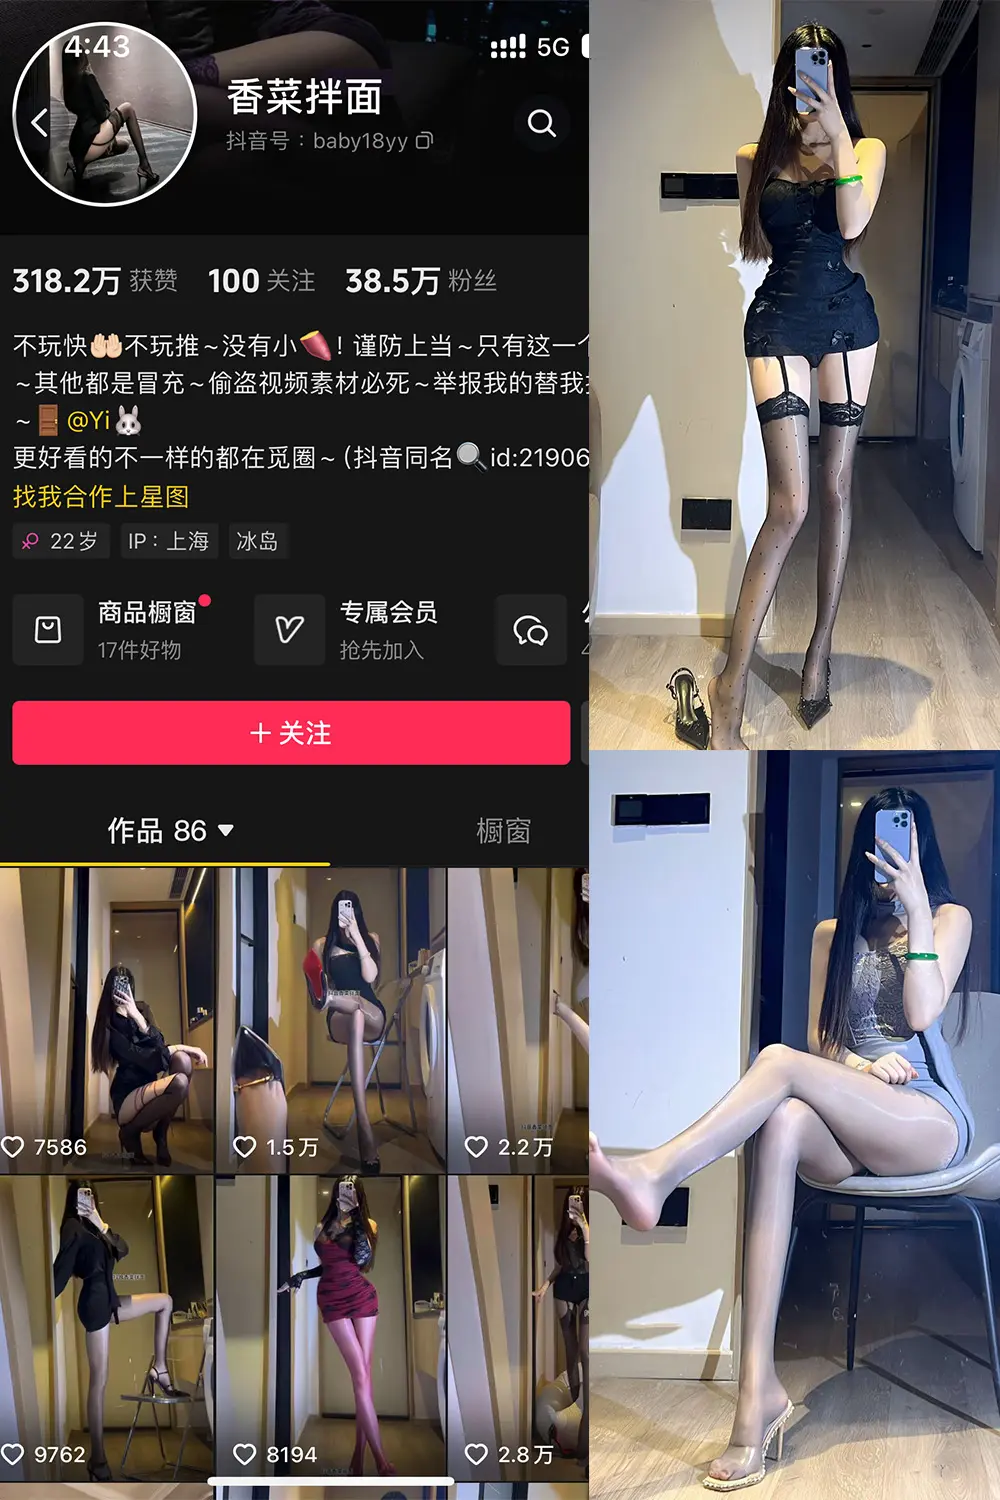 4:43
5G
香菜拌面
抖音号：baby18yy
318.2万 获赞 100 关注 38.5万 粉丝
不玩快🤲🏻不玩推～没有小🍠！谨防上当～只有这一个
～其他都是冒充～偷盗视频素材必死～举报我的替我
～🚪@Yi🐰
更好看的不一样的都在觅圈～（抖音同名🔍id:21906
找我合作上星图
22岁 IP：上海 冰岛
商品橱窗 专属会员
17件好物 抢先加入
＋关注
作品 86 橱窗
7586 1.5万 2.2万
9762 8194 2.8万